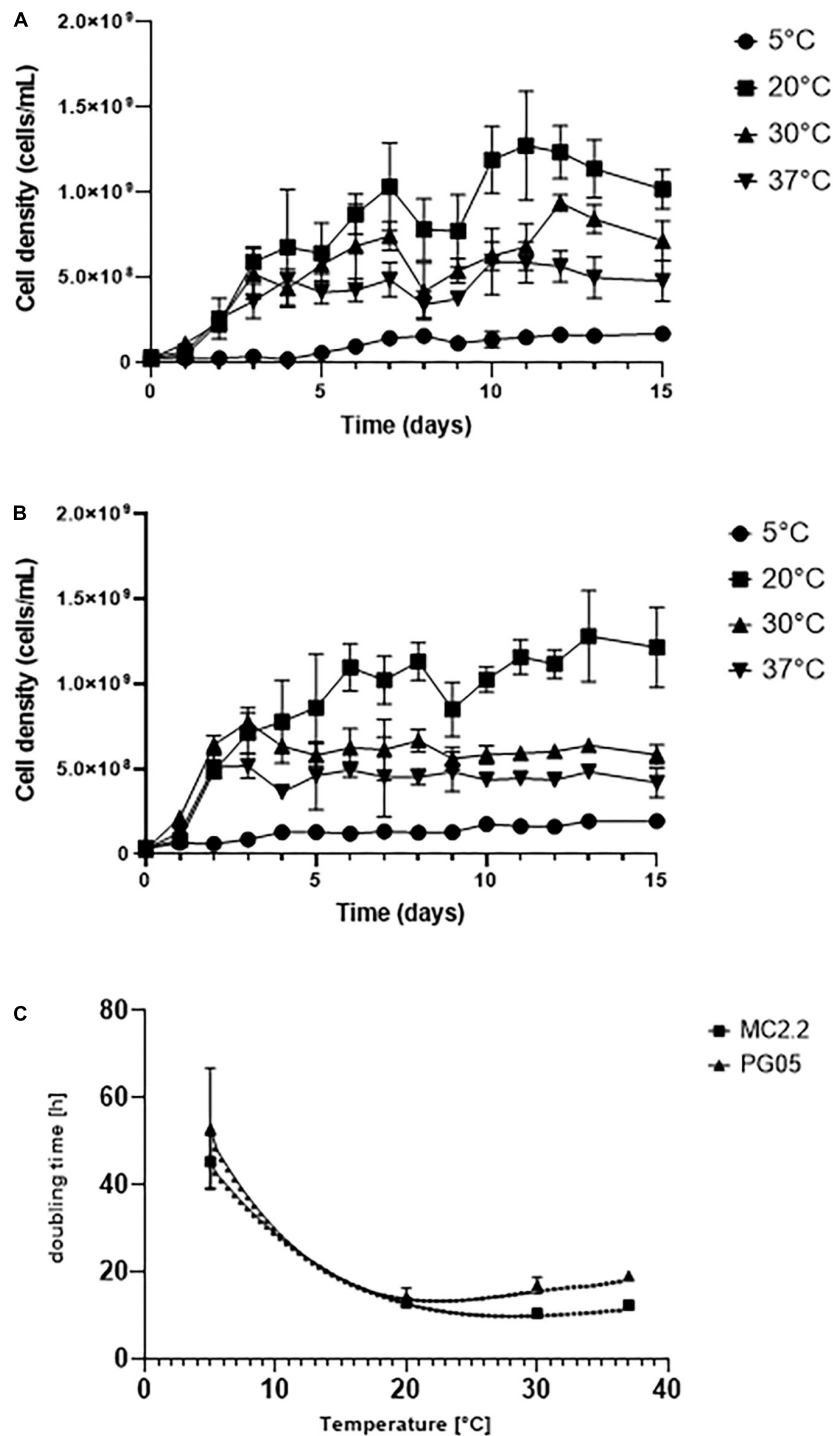 A
Cell density (cells/mL)
2.0×10⁹
1.5×10⁹
1.0×10⁹
5.0×10⁸
0
0
5
10
15
Time (days)
5°C
20°C
30°C
37°C
B
Cell density (cells/mL)
2.0×10⁹
1.5×10⁹
1.0×10⁹
5.0×10⁸
0
0
5
10
15
Time (days)
5°C
20°C
30°C
37°C
C
doubling time [h]
80
60
40
20
0
0
10
20
30
40
Temperature [°C]
MC2.2
PG05